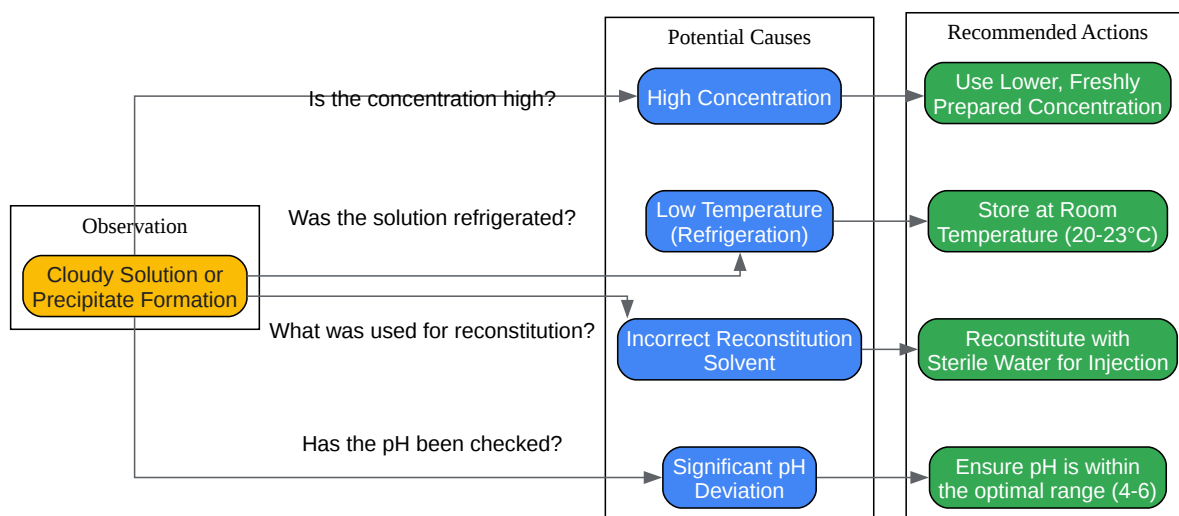 Potential Causes
Recommended Actions
Is the concentration high?
High Concentration
Use Lower, Freshly
Prepared Concentration
Observation
Cloudy Solution or
Precipitate Formation
Was the solution refrigerated?
Low Temperature
(Refrigeration)
Store at Room
Temperature (20-23°C)
What was used for reconstitution?
Incorrect Reconstitution
Solvent
Reconstitute with
Sterile Water for Injection
Has the pH been checked?
Significant pH
Deviation
Ensure pH is within
the optimal range (4-6)